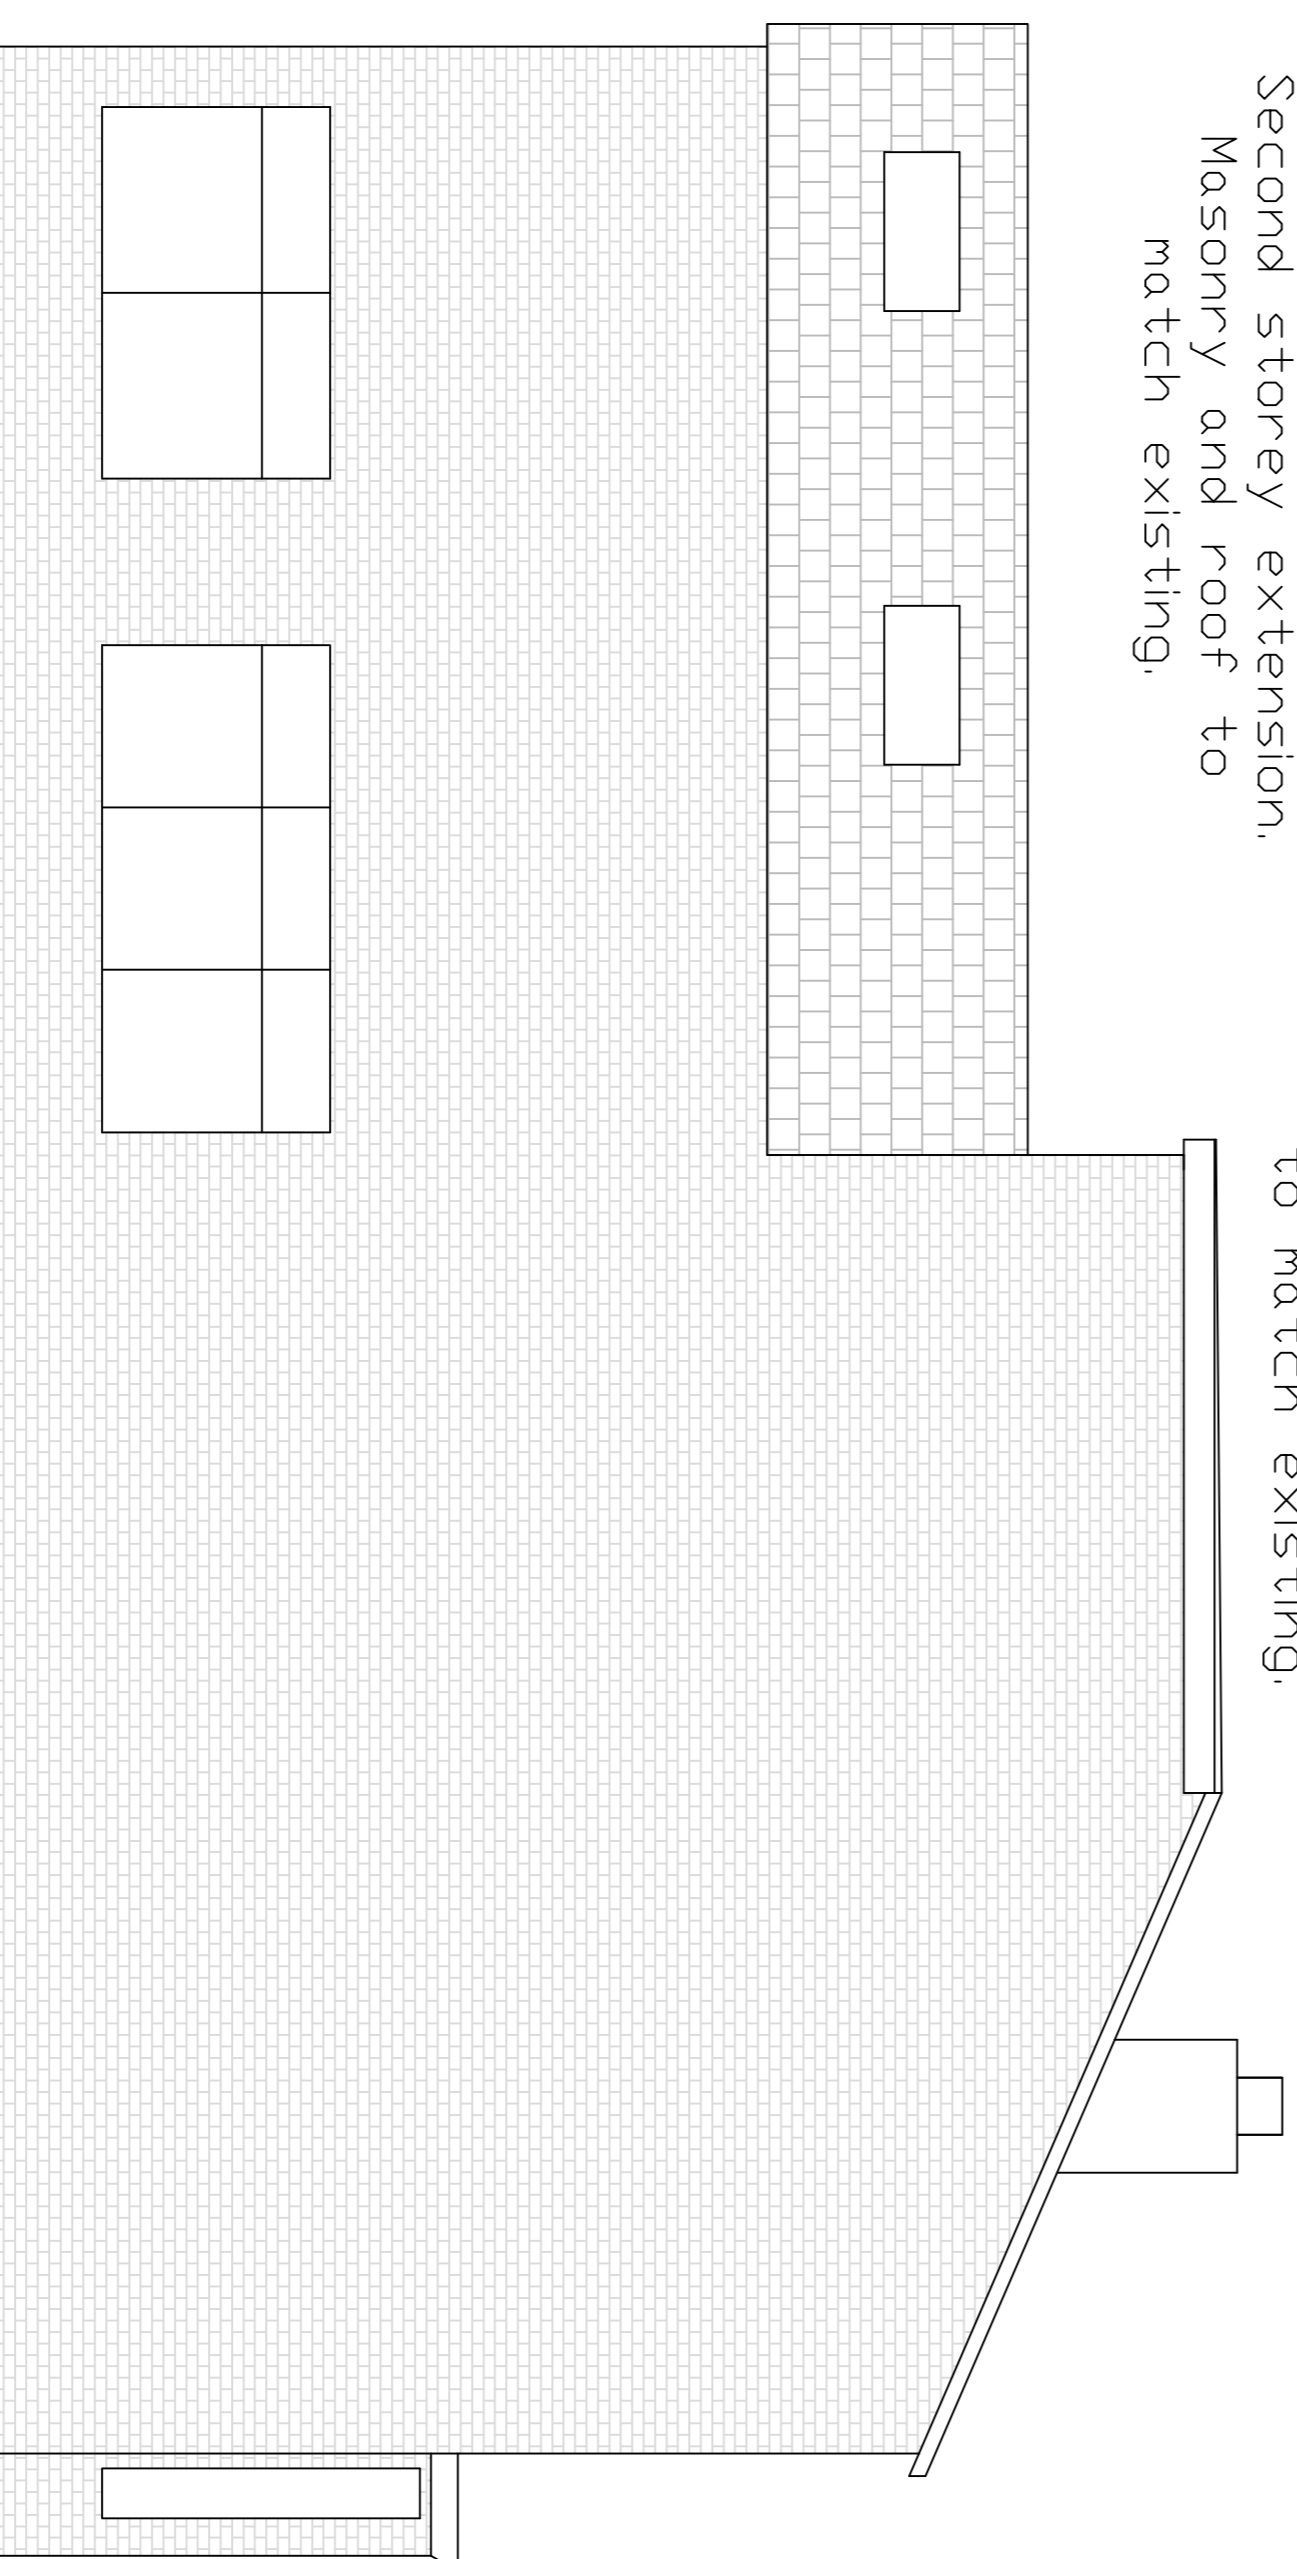 Second storey extension.
Masonry and roof to
match existing.
to match existing.